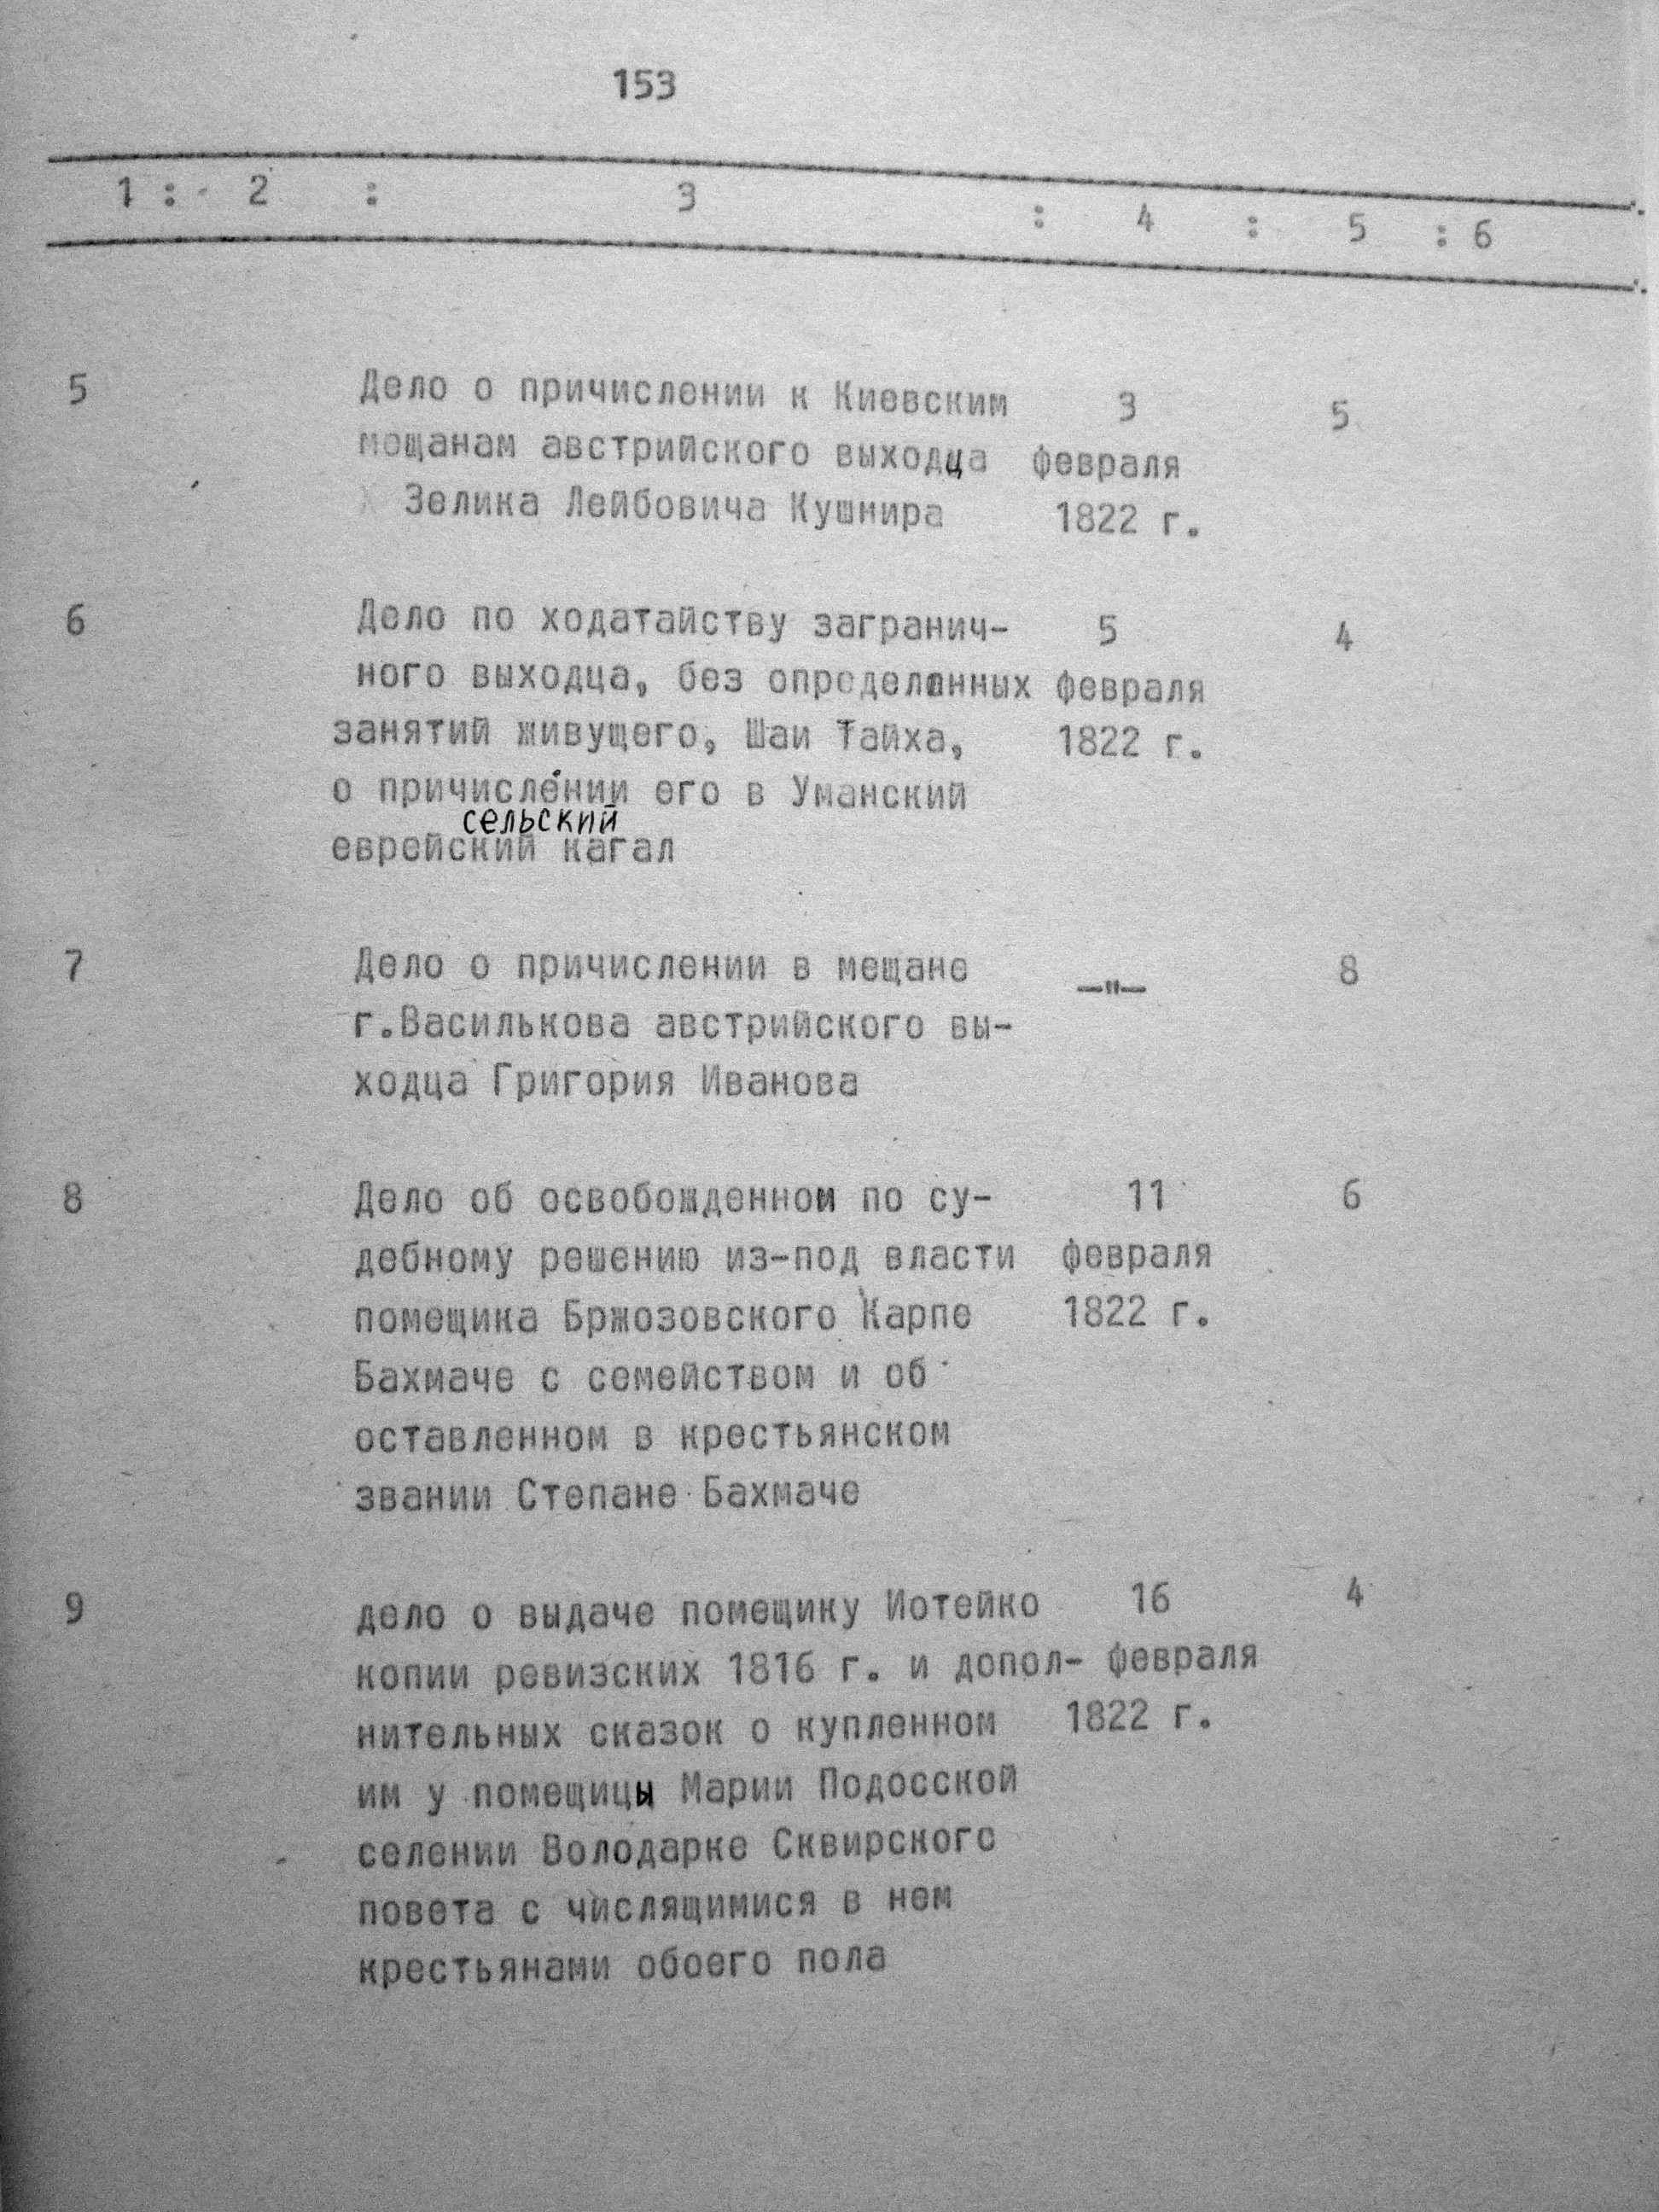 153
1 : 2 : 3 : 4 : 5 : 6
5 Дело о причислении к Киевским 3 5
мещанам австрийского выходца февраля
Зелика Лейбовича Кушнира 1822 г.
6 Дело по ходатайству загранич- 5 4
ного выходца, без определенных февраля
занятий живущего, Шаи Тайха, 1822 г.
о причислении его в Уманский
сельский
еврейский кагал
7 Дело о причислении в мещане —"— 8
г.Василькова австрийского вы-
ходца Григория Иванова
8 Дело об освобожденном по су- 11 6
дебному решению из-под власти февраля
помещика Бржозовского Карпе 1822 г.
Бахмаче с семейством и об
оставленном в крестьянском
звании Степане Бахмаче
9 дело о выдаче помещику Иотейко 16 4
копии ревизских 1816 г. и допол- февраля
нительных сказок о купленном 1822 г.
им у помещицы Марии Подосской
селении Володарке Сквирского
повета с числящимися в нем
крестьянами обоего пола